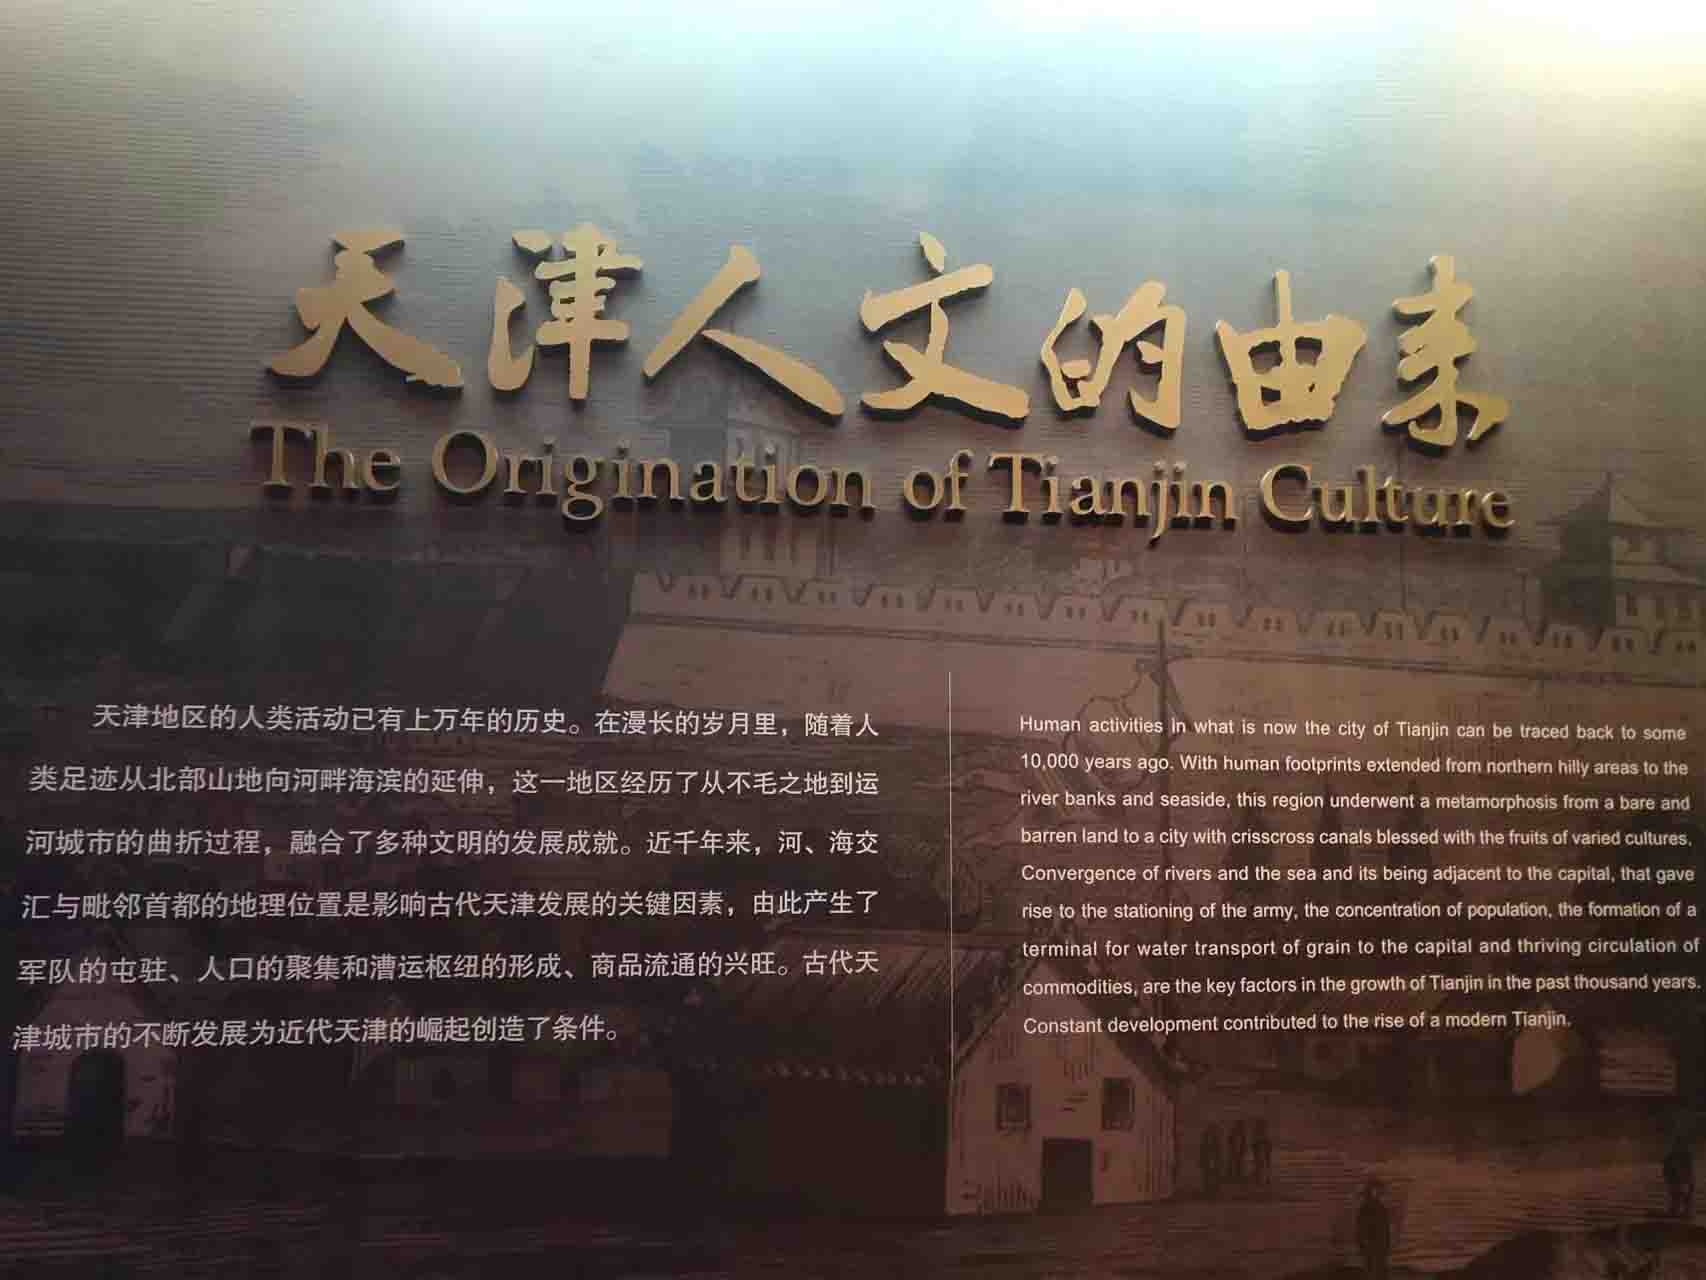 天津人文的由来
The Origination of Tianjin Culture
天津地区的人类活动已有上万年的历史。在漫长的岁月里，随着人
类足迹从北部山地向河畔海滨的延伸，这一地区经历了从不毛之地到运
河城市的曲折过程，融合了多种文明的发展成就。近千年来，河、海交
汇与毗邻首都的地理位置是影响古代天津发展的关键因素，由此产生了
军队的屯驻、人口的聚集和漕运枢纽的形成、商品流通的兴旺。古代天
津城市的不断发展为近代天津的崛起创造了条件。
Human activities in what is now the city of Tianjin can be traced back to some
10,000 years ago. With human footprints extended from northern hilly areas to the
river banks and seaside, this region underwent a metamorphosis from a bare and
barren land to a city with crisscross canals blessed with the fruits of varied cultures.
Convergence of rivers and the sea and its being adjacent to the capital, that gave
rise to the stationing of the army, the concentration of population, the formation of a
terminal for water transport of grain to the capital and thriving circulation of
commodities, are the key factors in the growth of Tianjin in the past thousand years.
Constant development contributed to the rise of a modern Tianjin.